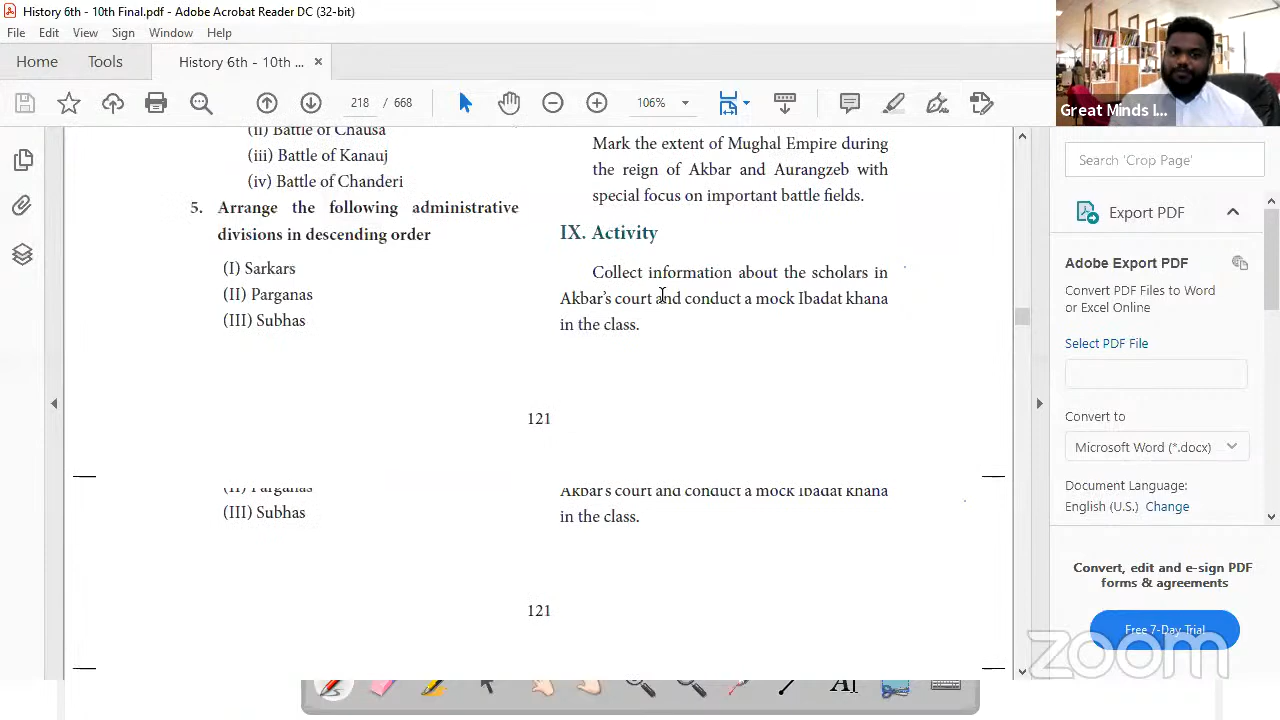 History 6th - 10th Final.pdf - Adobe Acrobat Reader DC (32-bit)
File Edit View Sign Window Help
Home Tools History 6th - 10th ... ×
218 / 668 106%
Great Minds I...
(ii) Battle of Chausa
(iii) Battle of Kanauj
(iv) Battle of Chanderi
5. Arrange the following administrative
divisions in descending order
(I) Sarkars
(II) Parganas
(III) Subhas
Mark the extent of Mughal Empire during
the reign of Akbar and Aurangzeb with
special focus on important battle fields.
IX. Activity
Collect information about the scholars in
Akbar's court and conduct a mock Ibadat khana
in the class.
121
(II) Parganas
(III) Subhas
Akbar's court and conduct a mock Ibadat khana
in the class.
121
Search 'Crop Page'
Export PDF
Adobe Export PDF
Convert PDF Files to Word
or Excel Online
Select PDF File
Convert to
Microsoft Word (*.docx)
Document Language:
English (U.S.) Change
Convert, edit and e-sign PDF
forms & agreements
Free 7-Day Trial
zoom
A